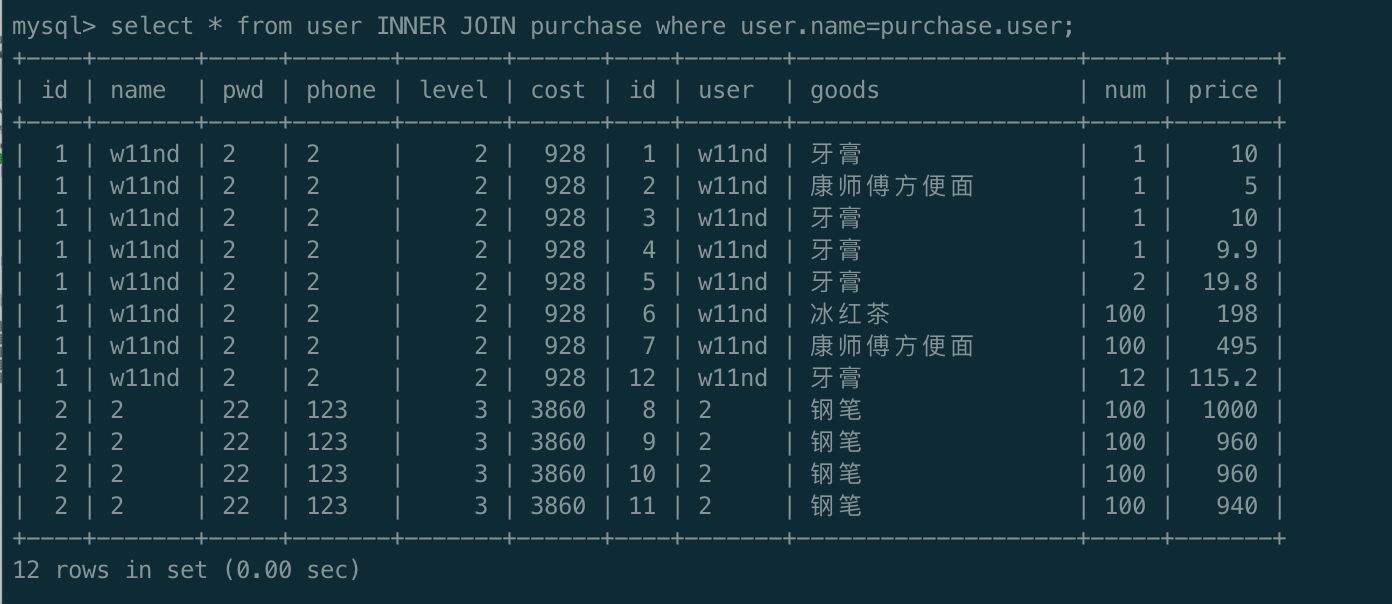 mysql> select * from user INNER JOIN purchase where user.name=purchase.user;
+----+-------+-----+-------+-------+------+----+-------+--------------------+-----+-------+
| id | name  | pwd | phone | level | cost | id | user  | goods              | num | price |
+----+-------+-----+-------+-------+------+----+-------+--------------------+-----+-------+
|  1 | w11nd | 2   | 2     |     2 |  928 |  1 | w11nd | 牙膏               |   1 |    10 |
|  1 | w11nd | 2   | 2     |     2 |  928 |  2 | w11nd | 康师傅方便面       |   1 |     5 |
|  1 | w11nd | 2   | 2     |     2 |  928 |  3 | w11nd | 牙膏               |   1 |    10 |
|  1 | w11nd | 2   | 2     |     2 |  928 |  4 | w11nd | 牙膏               |   1 |   9.9 |
|  1 | w11nd | 2   | 2     |     2 |  928 |  5 | w11nd | 牙膏               |   2 |  19.8 |
|  1 | w11nd | 2   | 2     |     2 |  928 |  6 | w11nd | 冰红茶             | 100 |   198 |
|  1 | w11nd | 2   | 2     |     2 |  928 |  7 | w11nd | 康师傅方便面       | 100 |   495 |
|  1 | w11nd | 2   | 2     |     2 |  928 | 12 | w11nd | 牙膏               |  12 | 115.2 |
|  2 | 2     | 22  | 123   |     3 | 3860 |  8 | 2     | 钢笔               | 100 |  1000 |
|  2 | 2     | 22  | 123   |     3 | 3860 |  9 | 2     | 钢笔               | 100 |   960 |
|  2 | 2     | 22  | 123   |     3 | 3860 | 10 | 2     | 钢笔               | 100 |   960 |
|  2 | 2     | 22  | 123   |     3 | 3860 | 11 | 2     | 钢笔               | 100 |   940 |
+----+-------+-----+-------+-------+------+----+-------+--------------------+-----+-------+
12 rows in set (0.00 sec)